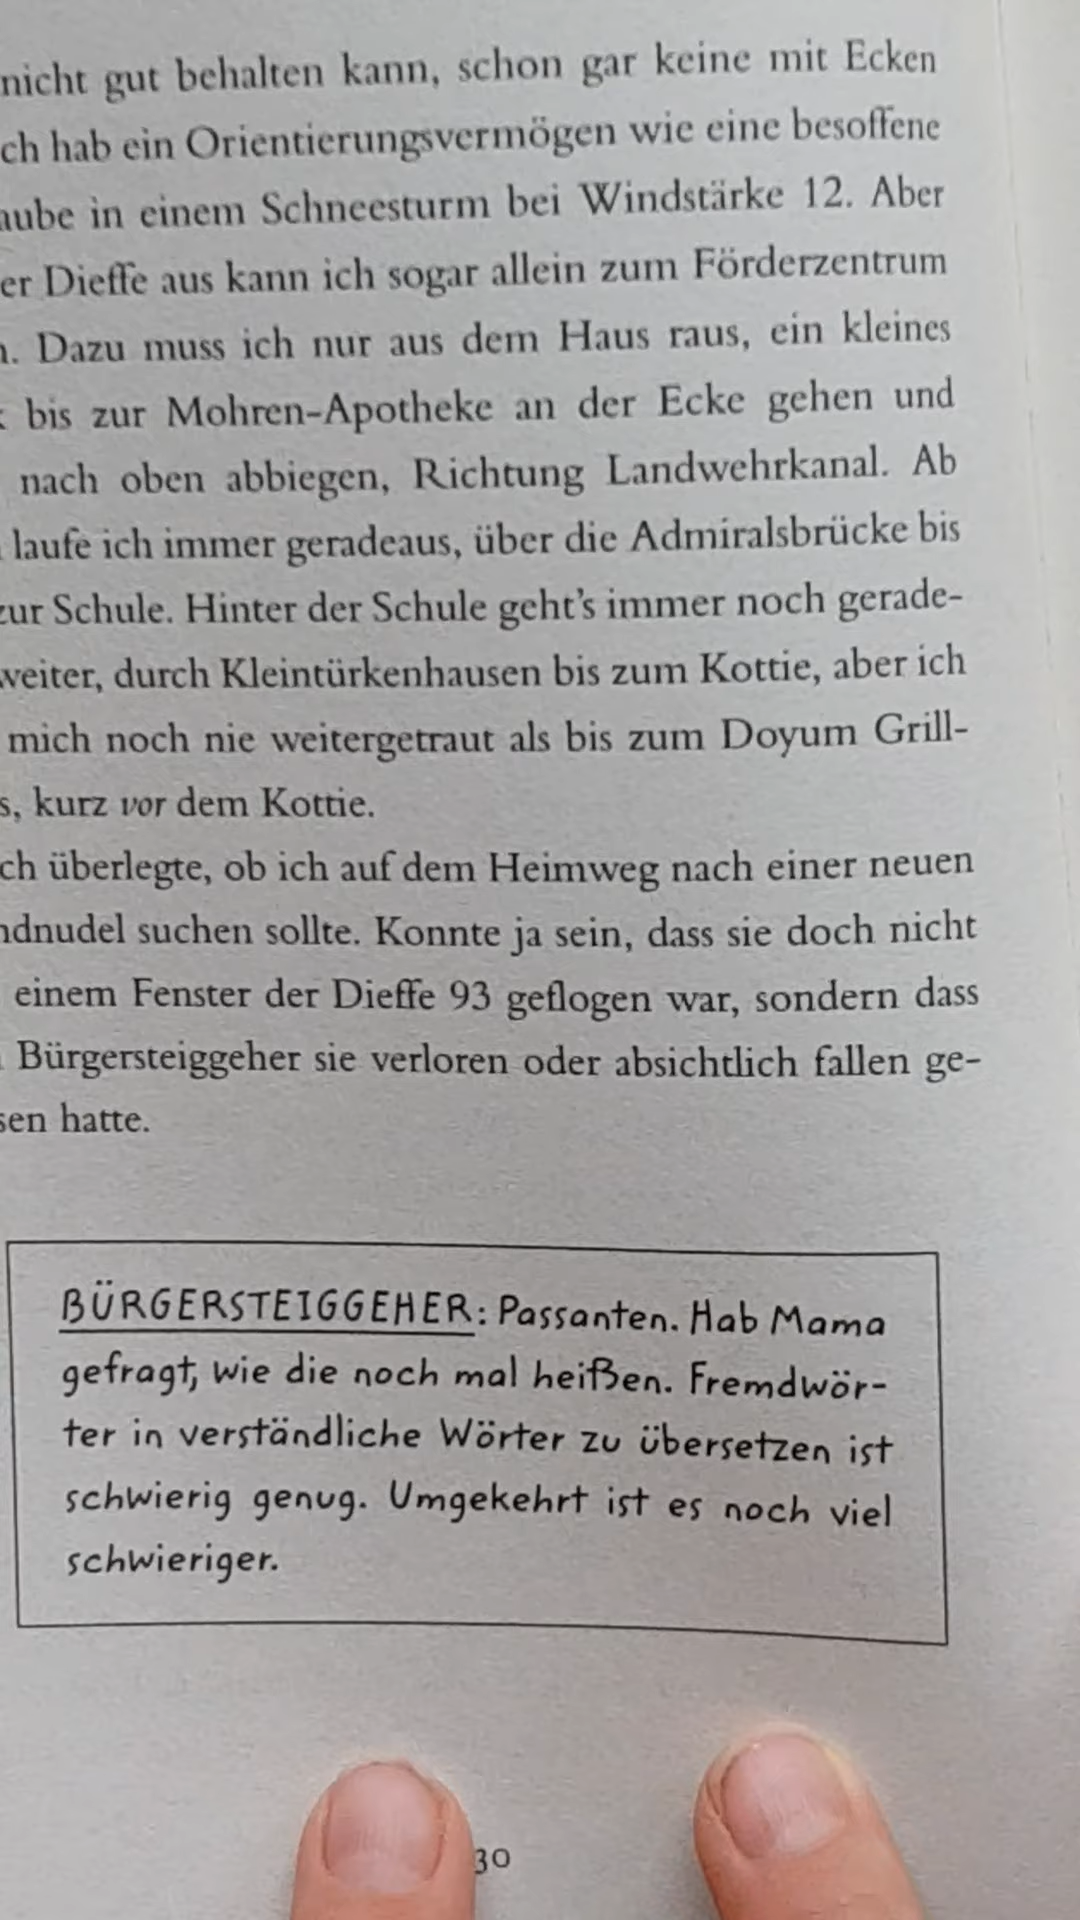 nicht gut behalten kann, schon gar keine mit Ecken
ch hab ein Orientierungsvermögen wie eine besoffene
aube in einem Schneesturm bei Windstärke 12. Aber
er Dieffe aus kann ich sogar allein zum Förderzentrum
n. Dazu muss ich nur aus dem Haus raus, ein kleines
bis zur Mohren-Apotheke an der Ecke gehen und
nach oben abbiegen, Richtung Landwehrkanal. Ab
laufe ich immer geradeaus, über die Admiralsbrücke bis
zur Schule. Hinter der Schule geht's immer noch gerade-
weiter, durch Kleintürkenhausen bis zum Kottie, aber ich
mich noch nie weitergetraut als bis zum Doyum Grill-
s, kurz vor dem Kottie.
ch überlegte, ob ich auf dem Heimweg nach einer neuen
ndnudel suchen sollte. Konnte ja sein, dass sie doch nicht
einem Fenster der Dieffe 93 geflogen war, sondern dass
Bürgersteiggeher sie verloren oder absichtlich fallen ge-
sen hatte.
BÜRGERSTEIGGEHER: Passanten. Hab Mama
gefragt, wie die noch mal heißen. Fremdwör-
ter in verständliche Wörter zu übersetzen ist
schwierig genug. Umgekehrt ist es noch viel
schwieriger.
30